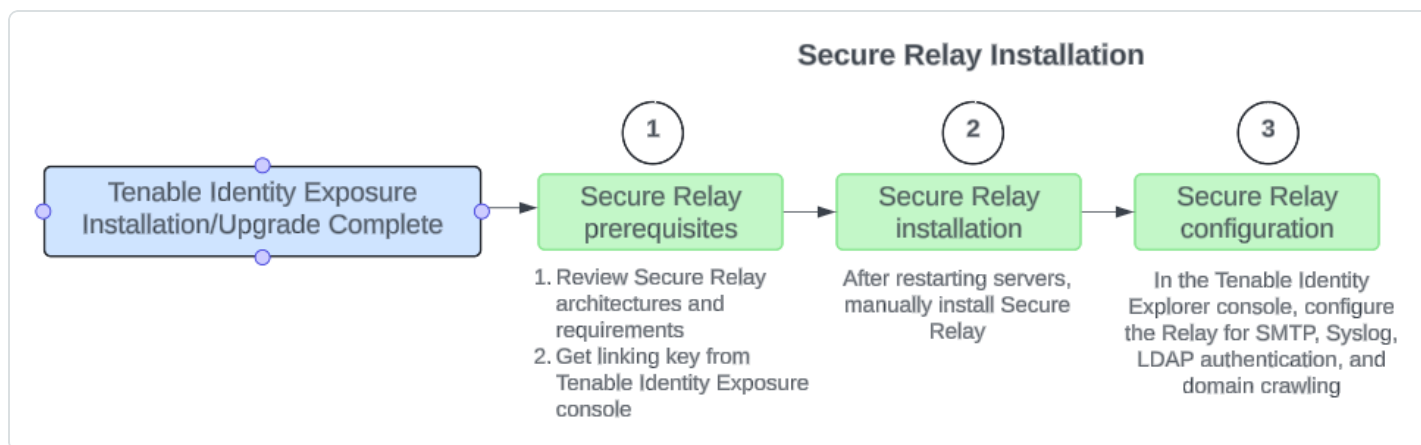 Secure Relay Installation
1
2
3
Tenable Identity Exposure
Installation/Upgrade Complete
Secure Relay
prerequisites
Secure Relay
installation
Secure Relay
configuration
1. Review Secure Relay
architectures and
requirements
2. Get linking key from
Tenable Identity Exposure
console
After restarting servers,
manually install Secure
Relay
In the Tenable Identity
Explorer console, configure
the Relay for SMTP, Syslog,
LDAP authentication, and
domain crawling